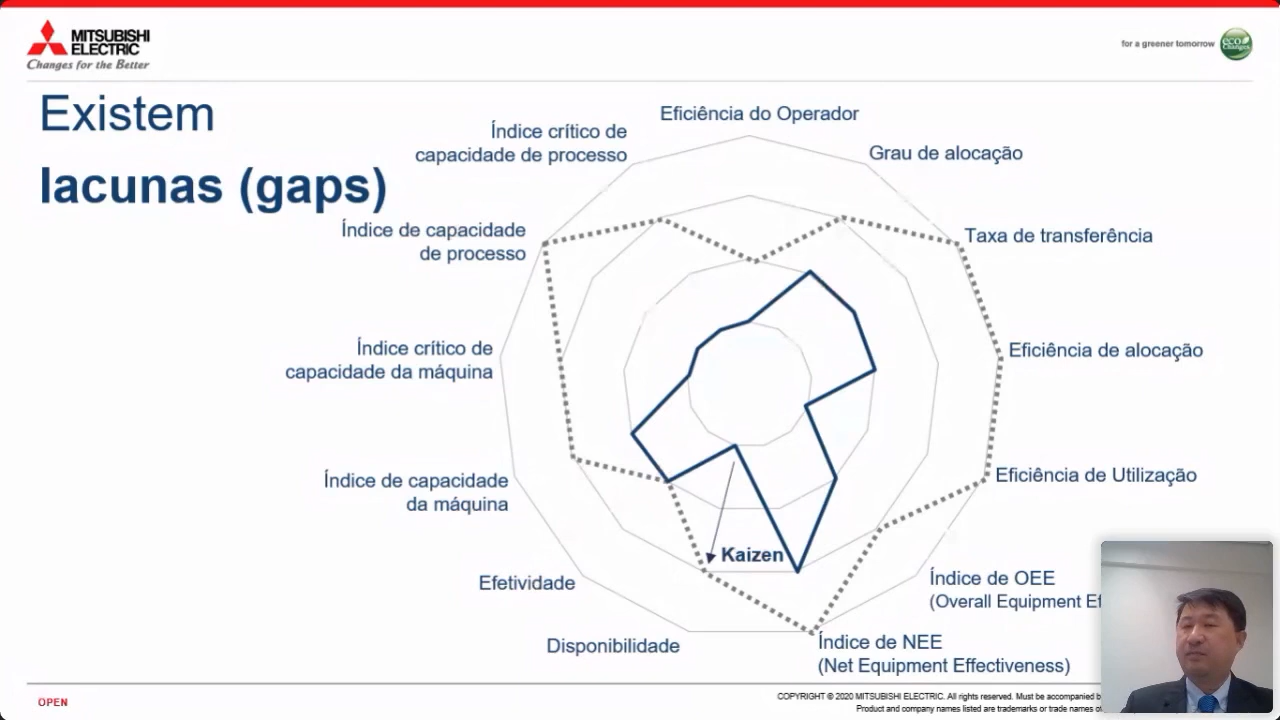 MITSUBISHI
ELECTRIC
Changes for the Better
for a greener tomorrow
eco
Changes
Existem
lacunas (gaps)
Eficiência do Operador
Índice crítico de
capacidade de processo
Grau de alocação
Índice de capacidade
de processo
Taxa de transferência
Índice crítico de
capacidade da máquina
Eficiência de alocação
Índice de capacidade
da máquina
Eficiência de Utilização
Kaizen
Efetividade
Índice de OEE
(Overall Equipment Ef
Disponibilidade
Índice de NEE
(Net Equipment Effectiveness)
OPEN
COPYRIGHT © 2020 MITSUBISHI ELECTRIC. All rights reserved. Must be accompanied b
Product and company names listed are trademarks or trade names of